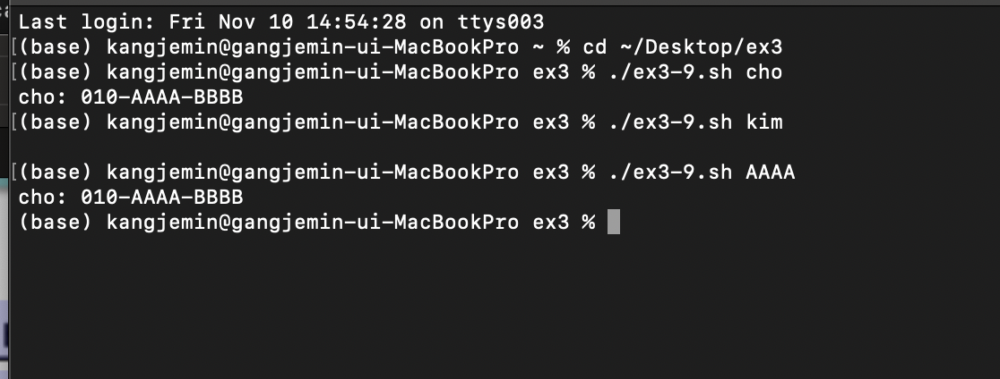 Last login: Fri Nov 10 14:54:28 on ttys003
[(base) kangjemin@gangjemin-ui-MacBookPro ~ % cd ~/Desktop/ex3
[(base) kangjemin@gangjemin-ui-MacBookPro ex3 % ./ex3-9.sh cho
cho: 010-AAAA-BBBB
[(base) kangjemin@gangjemin-ui-MacBookPro ex3 % ./ex3-9.sh kim
[(base) kangjemin@gangjemin-ui-MacBookPro ex3 % ./ex3-9.sh AAAA
cho: 010-AAAA-BBBB
(base) kangjemin@gangjemin-ui-MacBookPro ex3 %